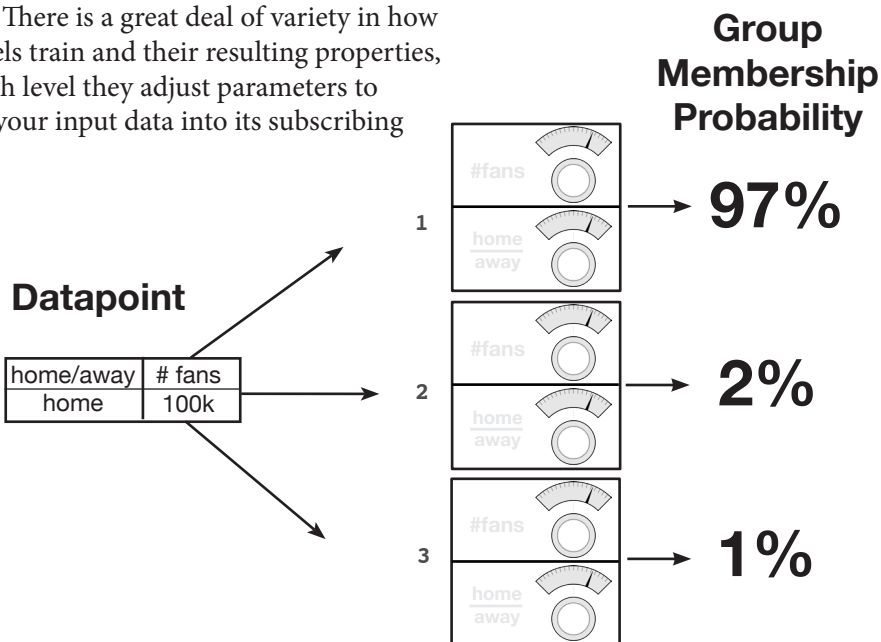 There is a great deal of variety in how
els train and their resulting properties,
h level they adjust parameters to
your input data into its subscribing
Group
Membership
Probability
#fans
1
home
away
97%
Datapoint
home/away # fans
home 100k
#fans
2
home
away
2%
#fans
3
home
away
1%